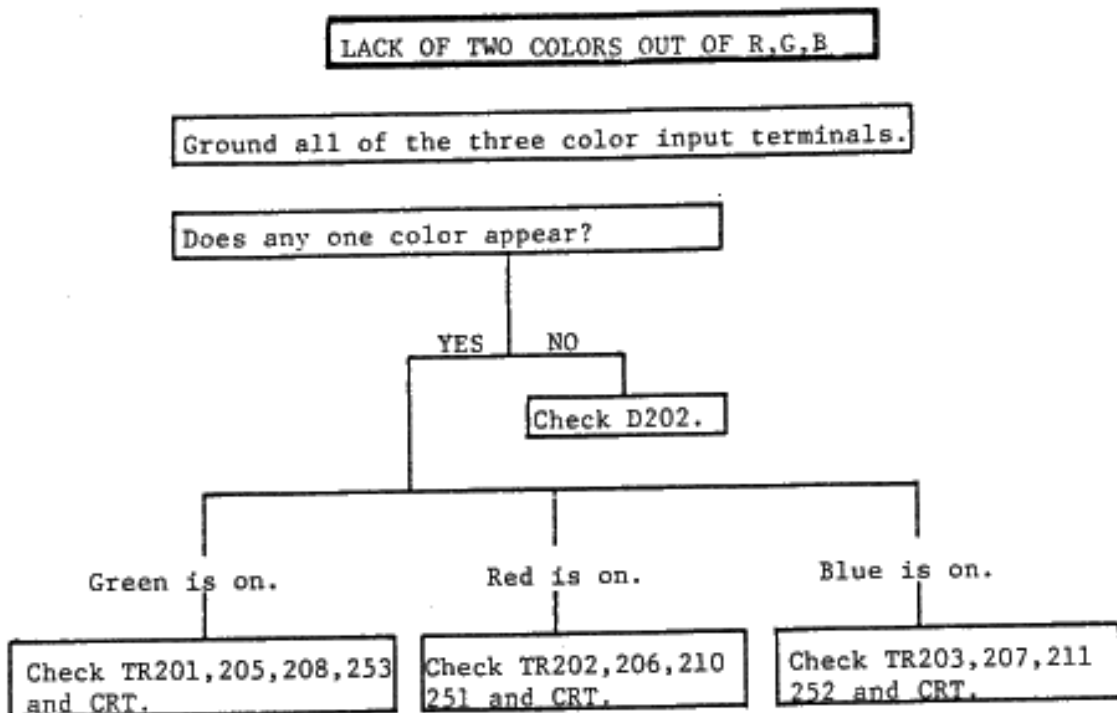 LACK OF TWO COLORS OUT OF R,G,B
Ground all of the three color input terminals.
Does any one color appear?
YES NO
Check D202.
Green is on.
Red is on.
Blue is on.
Check TR201,205,208,253
and CRT.
Check TR202,206,210
251 and CRT.
Check TR203,207,211
252 and CRT.